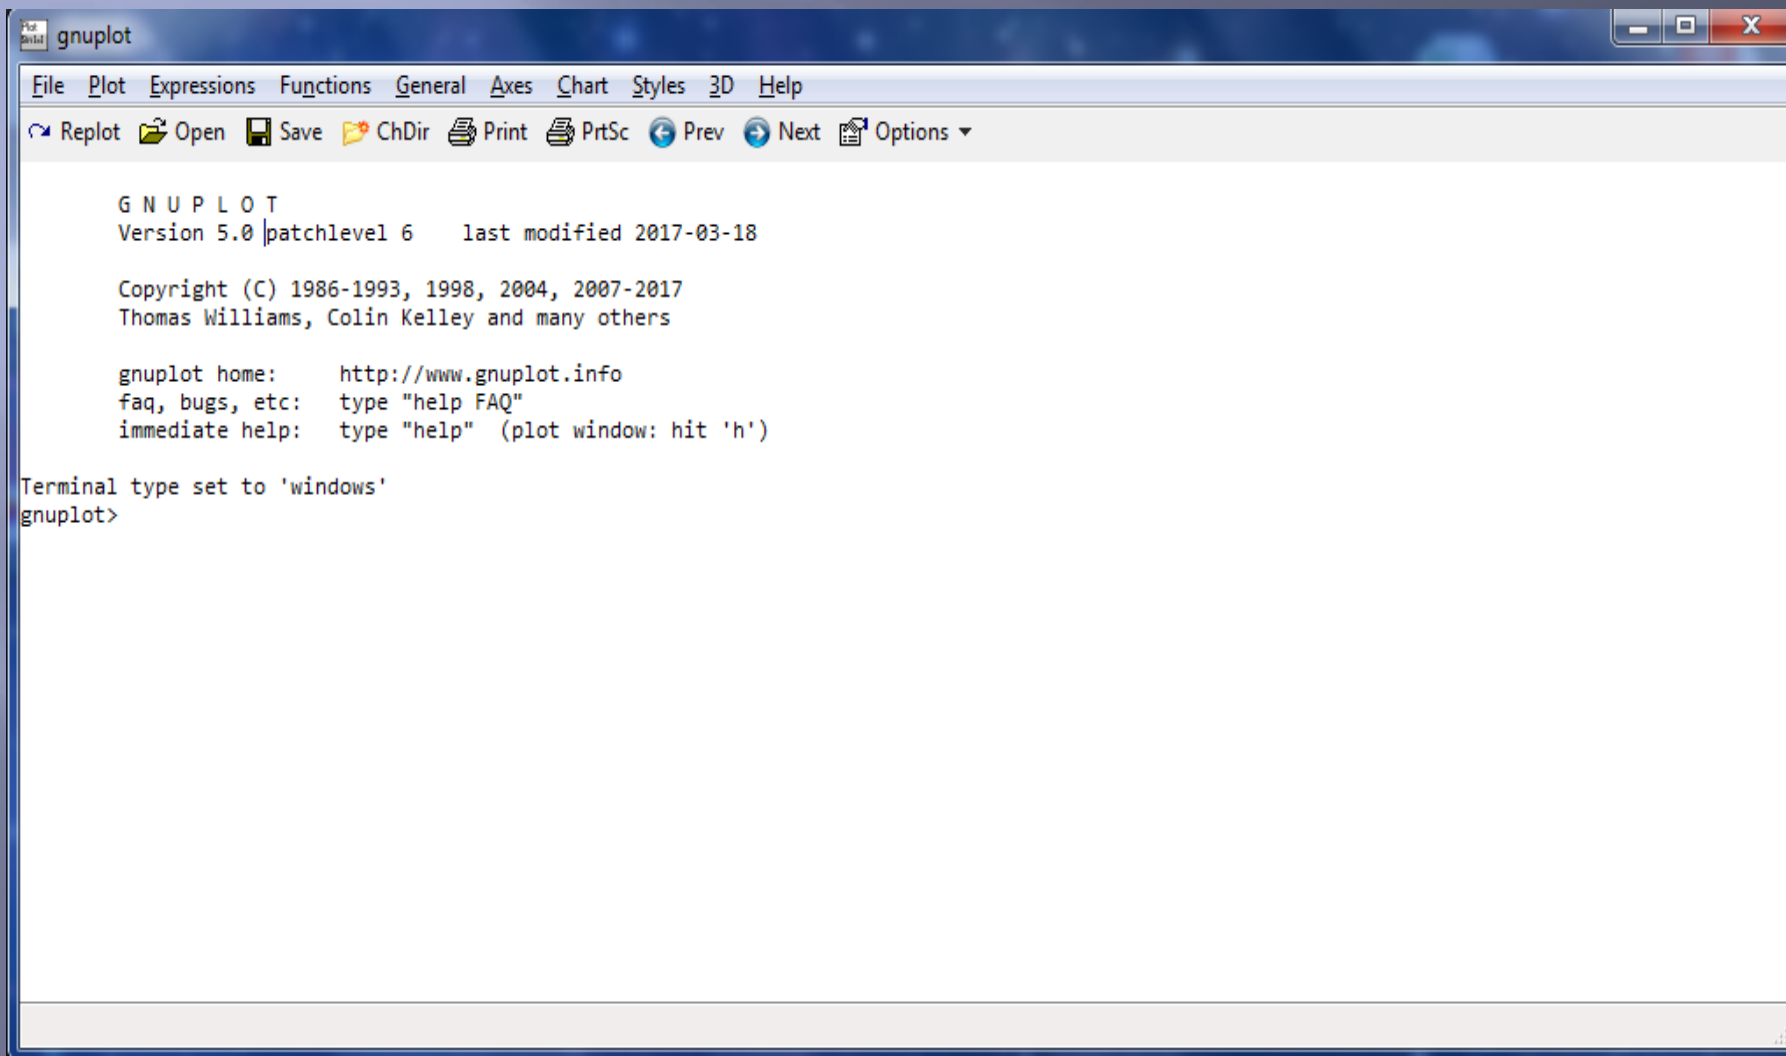 gnuplot
File Plot Expressions Functions General Axes Chart Styles 3D Help
Replot Open Save ChDir Print PrtSc Prev Next Options
G N U P L O T
Version 5.0 patchlevel 6 last modified 2017-03-18
Copyright (C) 1986-1993, 1998, 2004, 2007-2017
Thomas Williams, Colin Kelley and many others
gnuplot home: http://www.gnuplot.info
faq, bugs, etc: type "help FAQ"
immediate help: type "help" (plot window: hit 'h')
Terminal type set to 'windows'
gnuplot>